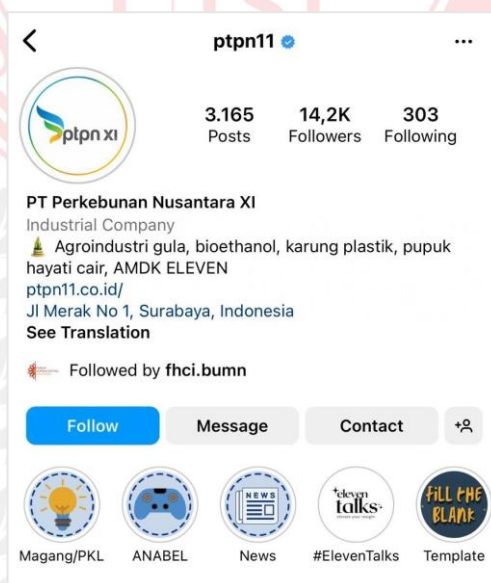 ptpn11
ptpn XI
3.165 14,2K 303
Posts Followers Following
PT Perkebunan Nusantara XI
Industrial Company
Agroindustri gula, bioethanol, karung plastik, pupuk
hayati cair, AMDK ELEVEN
ptpn11.co.id/
Jl Merak No 1, Surabaya, Indonesia
See Translation
Followed by fhci.bumn
Follow Message Contact
NEWS
eleven
talks
FiLL THE
BLANK
Magang/PKL ANABEL News #ElevenTalks Template